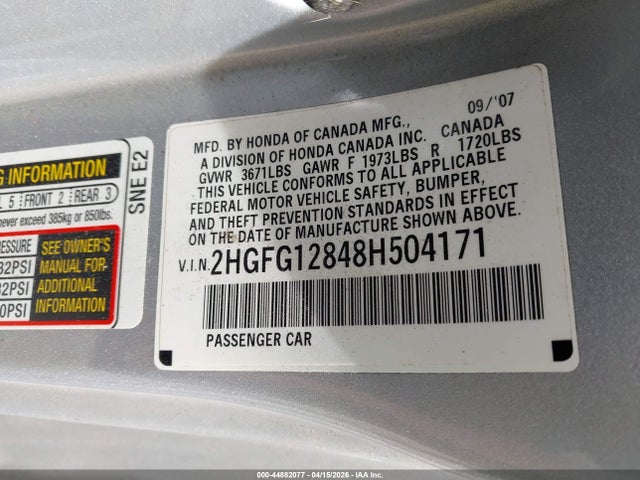 G INFORMATION
L 5 FRONT 2 REAR 3
never exceed 385kg or 850lbs.
PRESSURE
32PSI
32PSI
0PSI
SEE OWNER'S
MANUAL FOR
ADDITIONAL
INFORMATION
SNE E2
09/'07
MFD. BY HONDA OF CANADA MFG.,
A DIVISION OF HONDA CANADA INC. CANADA
GVWR 3671LBS GAWR F 1973LBS R 1720LBS
THIS VEHICLE CONFORMS TO ALL APPLICABLE
FEDERAL MOTOR VEHICLE SAFETY, BUMPER,
AND THEFT PREVENTION STANDARDS IN EFFECT
ON THE DATE OF MANUFACTURE SHOWN ABOVE.
V.I.N. 2HGFG12848H504171
PASSENGER CAR
000-44882077 - 04/15/2026 - IAA Inc.